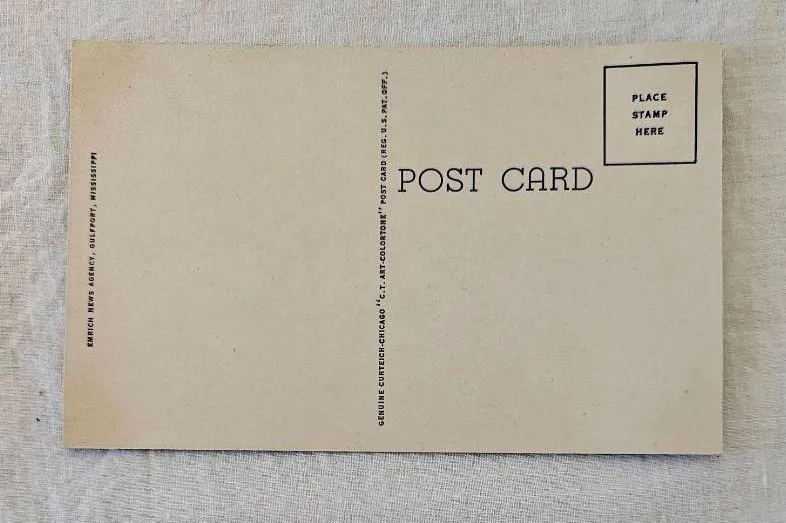 EMRICH NEWS AGENCY, GULFPORT, MISSISSIPPI
GENUINE CURTEICH-CHICAGO "C.T. ART-COLORTONE" POST CARD (REG. U.S. PAT. OFF.)
POST CARD
PLACE
STAMP
HERE